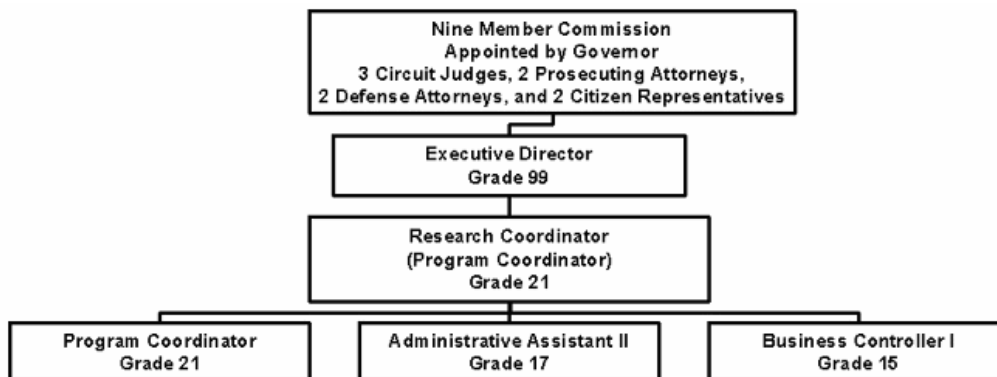 Nine Member Commission
Appointed by Governor
3 Circuit Judges, 2 Prosecuting Attorneys,
2 Defense Attorneys, and 2 Citizen Representatives
Executive Director
Grade 99
Research Coordinator
(Program Coordinator)
Grade 21
Program Coordinator
Grade 21
Administrative Assistant II
Grade 17
Business Controller I
Grade 15